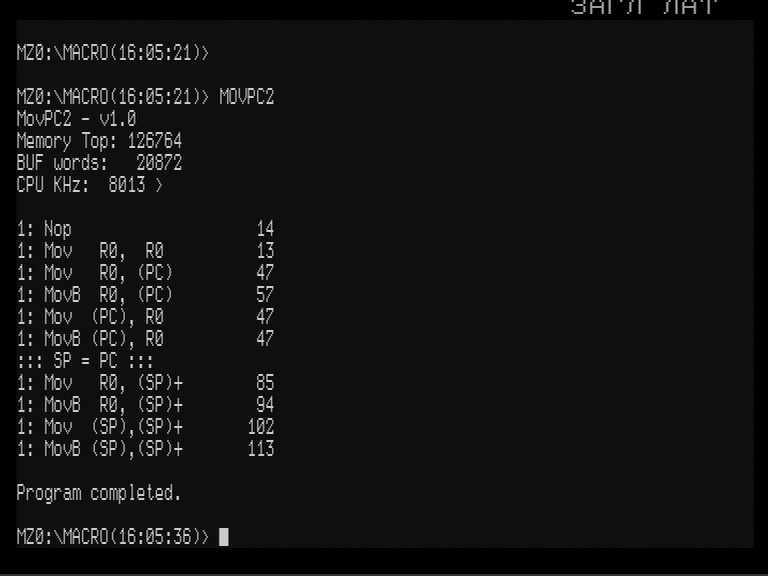 ЗАГЛ ЛАТ
MZ0:\MACRO(16:05:21)>
MZ0:\MACRO(16:05:21)> MOVPC2
MovPC2 - v1.0
Memory Top: 126764
BUF words:   20872
CPU KHz:  8013 >
1: Nop                    14
1: Mov   R0,  R0          13
1: Mov   R0, (PC)         47
1: MovB  R0, (PC)         57
1: Mov  (PC), R0          47
1: MovB (PC), R0          47
::: SP = PC :::
1: Mov   R0, (SP)+        85
1: MovB  R0, (SP)+        94
1: Mov  (SP),(SP)+       102
1: MovB (SP),(SP)+       113
Program completed.
MZ0:\MACRO(16:05:36)>